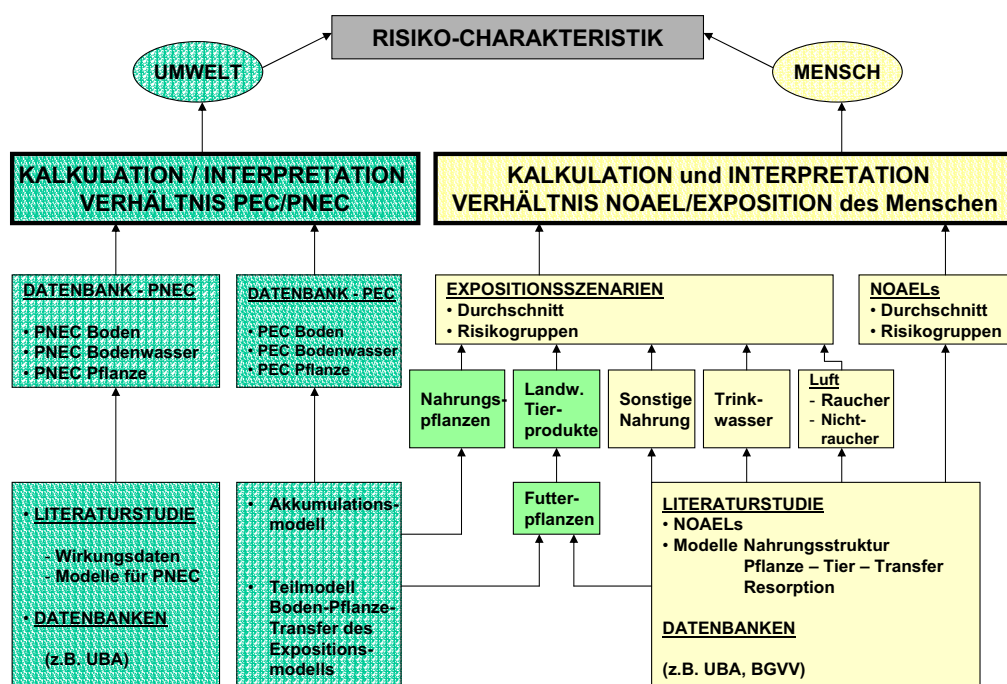 RISIKO-CHARAKTERISTIK
UMWELT
MENSCH
KALKULATION / INTERPRETATION
VERHÄLTNIS PEC/PNEC
KALKULATION und INTERPRETATION
VERHÄLTNIS NOAEL/EXPOSITION des Menschen
DATENBANK - PNEC
• PNEC Boden
• PNEC Bodenwasser
• PNEC Pflanze
DATENBANK - PEC
• PEC Boden
• PEC Bodenwasser
• PEC Pflanze
EXPOSITIONSSZENARIEN
• Durchschnitt
• Risikogruppen
NOAELs
• Durchschnitt
• Risikogruppen
Nahrungs-
pflanzen
Landw.
Tier-
produkte
Sonstige
Nahrung
Trink-
wasser
Luft
- Raucher
- Nicht-
raucher
• LITERATURSTUDIE
- Wirkungsdaten
- Modelle für PNEC
• DATENBANKEN
(z.B. UBA)
• Akkumulations-
modell
• Teilmodell
Boden-Pflanze-
Transfer des
Expositions-
modells
Futter-
pflanzen
LITERATURSTUDIE
• NOAELs
• Modelle Nahrungsstruktur
Pflanze – Tier – Transfer
Resorption
DATENBANKEN
(z.B. UBA, BGVV)